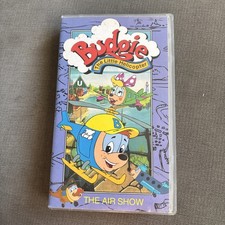 Budgie
The Little Helicopter
U
THE AIR SHOW